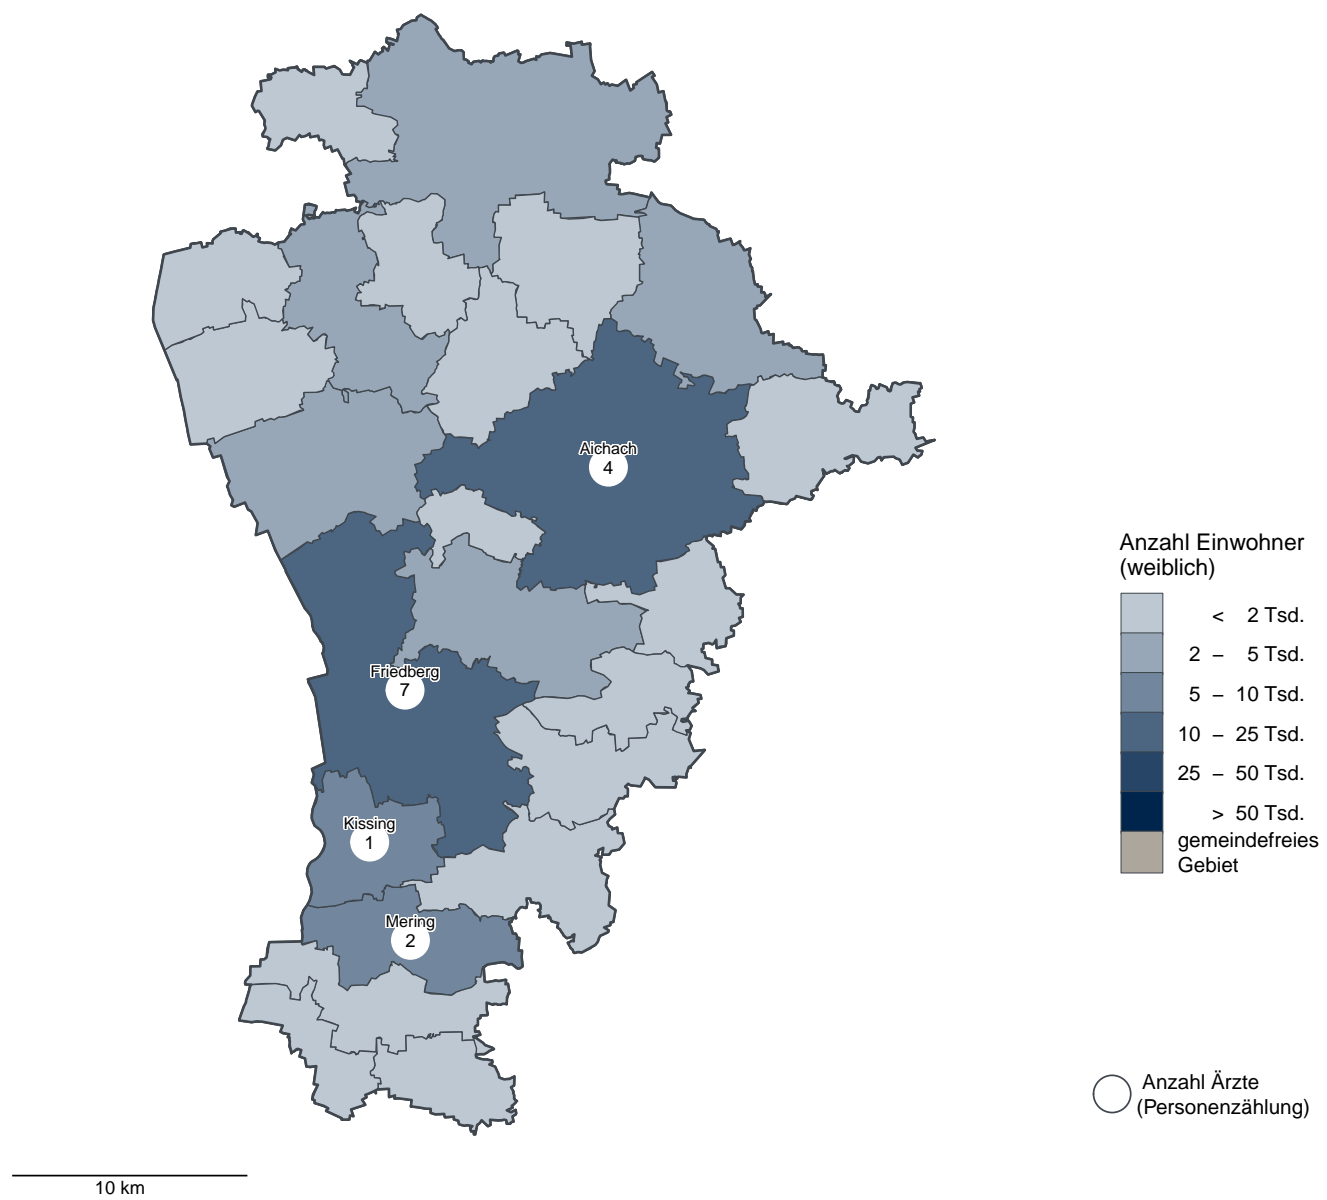 Aichach
4
Friedberg
7
Kissing
1
Mering
2
Anzahl Einwohner
(weiblich)
< 2 Tsd.
2 – 5 Tsd.
5 – 10 Tsd.
10 – 25 Tsd.
25 – 50 Tsd.
> 50 Tsd.
gemeindefreies
Gebiet
Anzahl Ärzte
(Personenzählung)
10 km